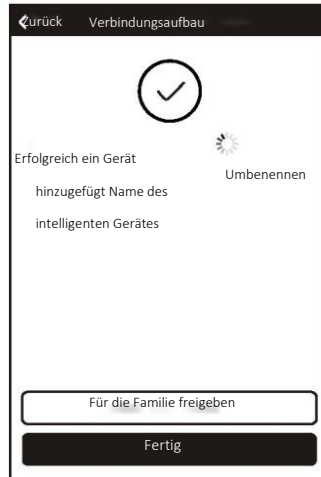 Zurück Verbindungsaufbau
Erfolgreich ein Gerät
Umbenennen
hinzugefügt Name des
intelligenten Gerätes
Für die Familie freigeben
Fertig